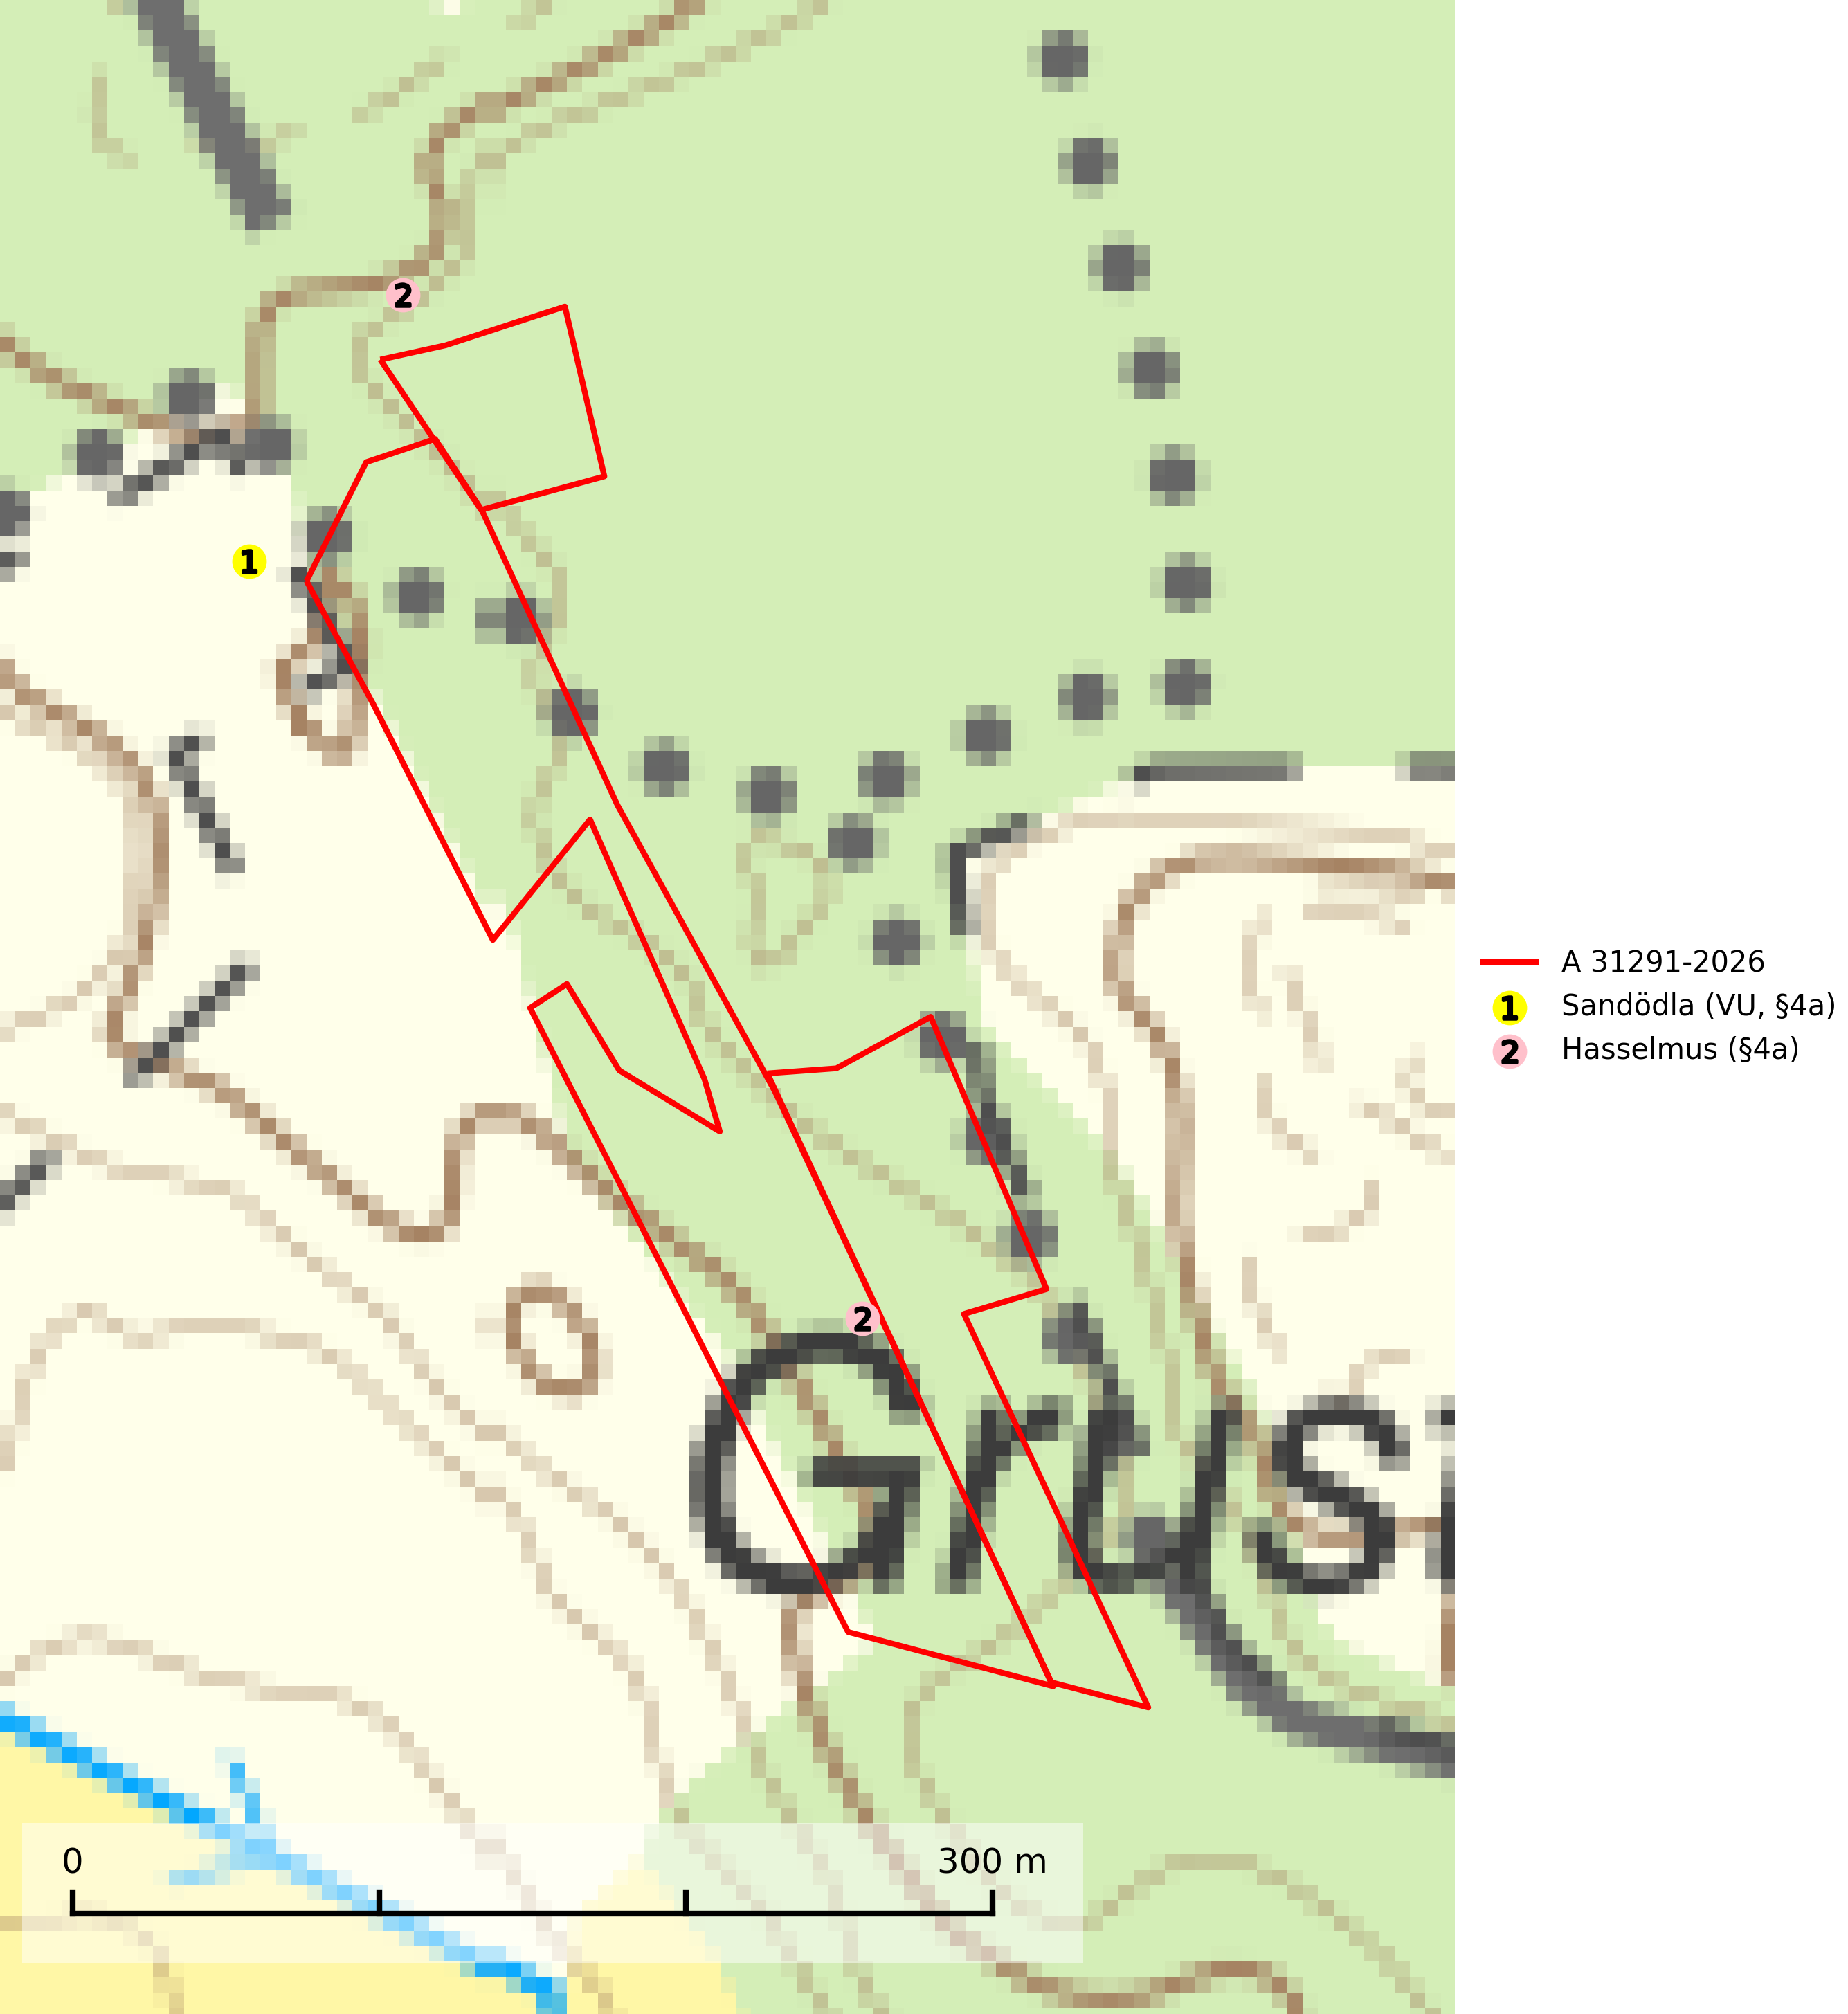 2
1
2
Grus
A 31291-2026
1 Sandödla (VU, §4a)
2 Hasselmus (§4a)
0 300 m